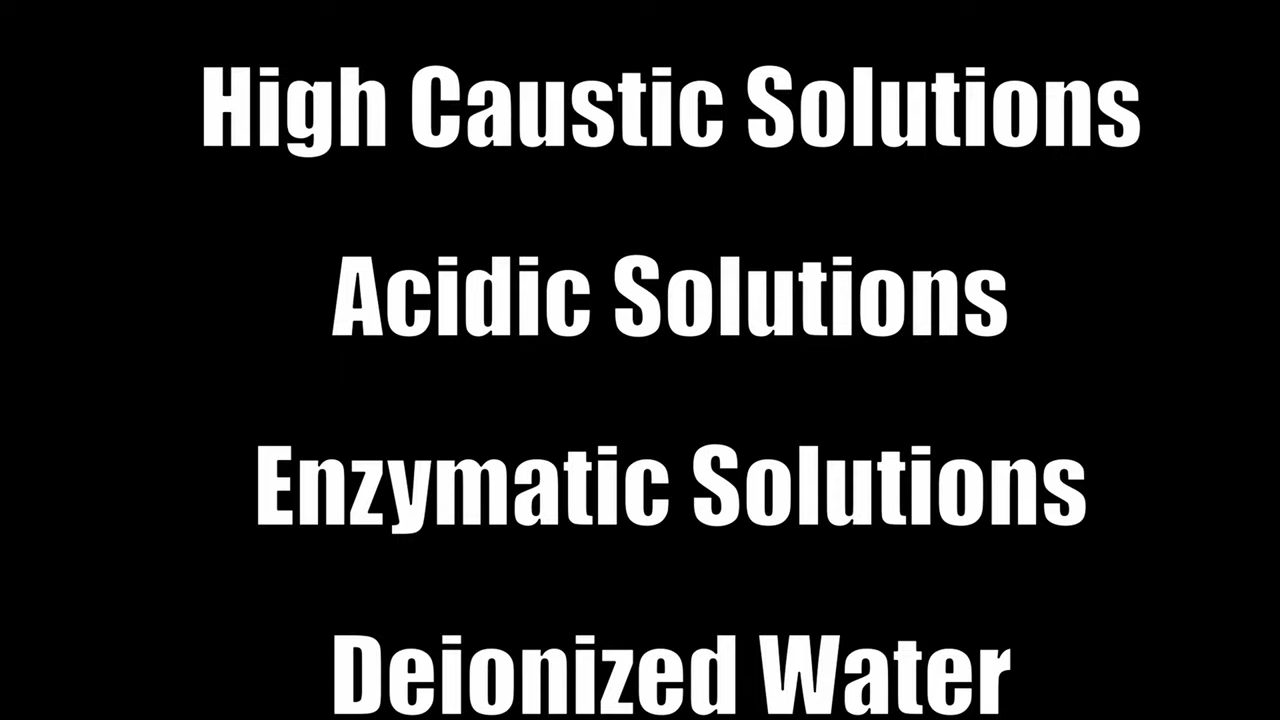 High Caustic Solutions
Acidic Solutions
Enzymatic Solutions
Deionized Water